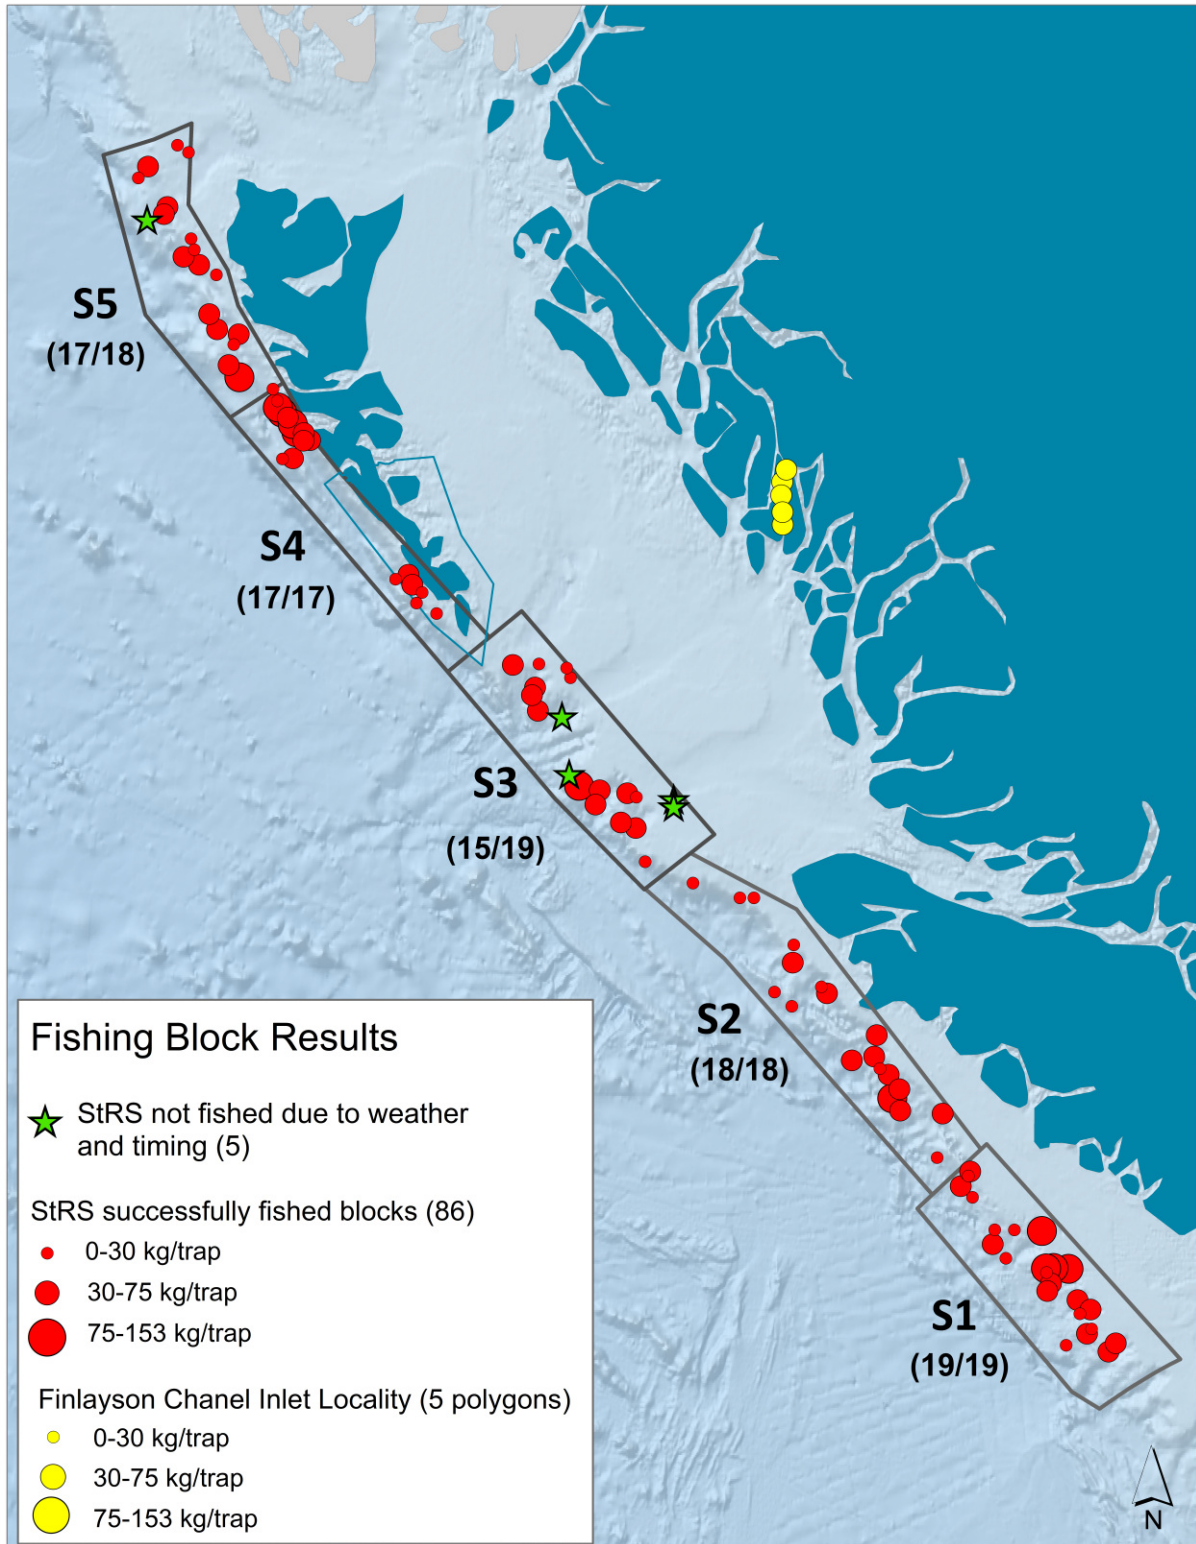 S5
(17/18)
S4
(17/17)
S3
(15/19)
S2
(18/18)
S1
(19/19)
Fishing Block Results
StRS not fished due to weather
and timing (5)
StRS successfully fished blocks (86)
0-30 kg/trap
30-75 kg/trap
75-153 kg/trap
Finlayson Chanel Inlet Locality (5 polygons)
0-30 kg/trap
30-75 kg/trap
75-153 kg/trap
N